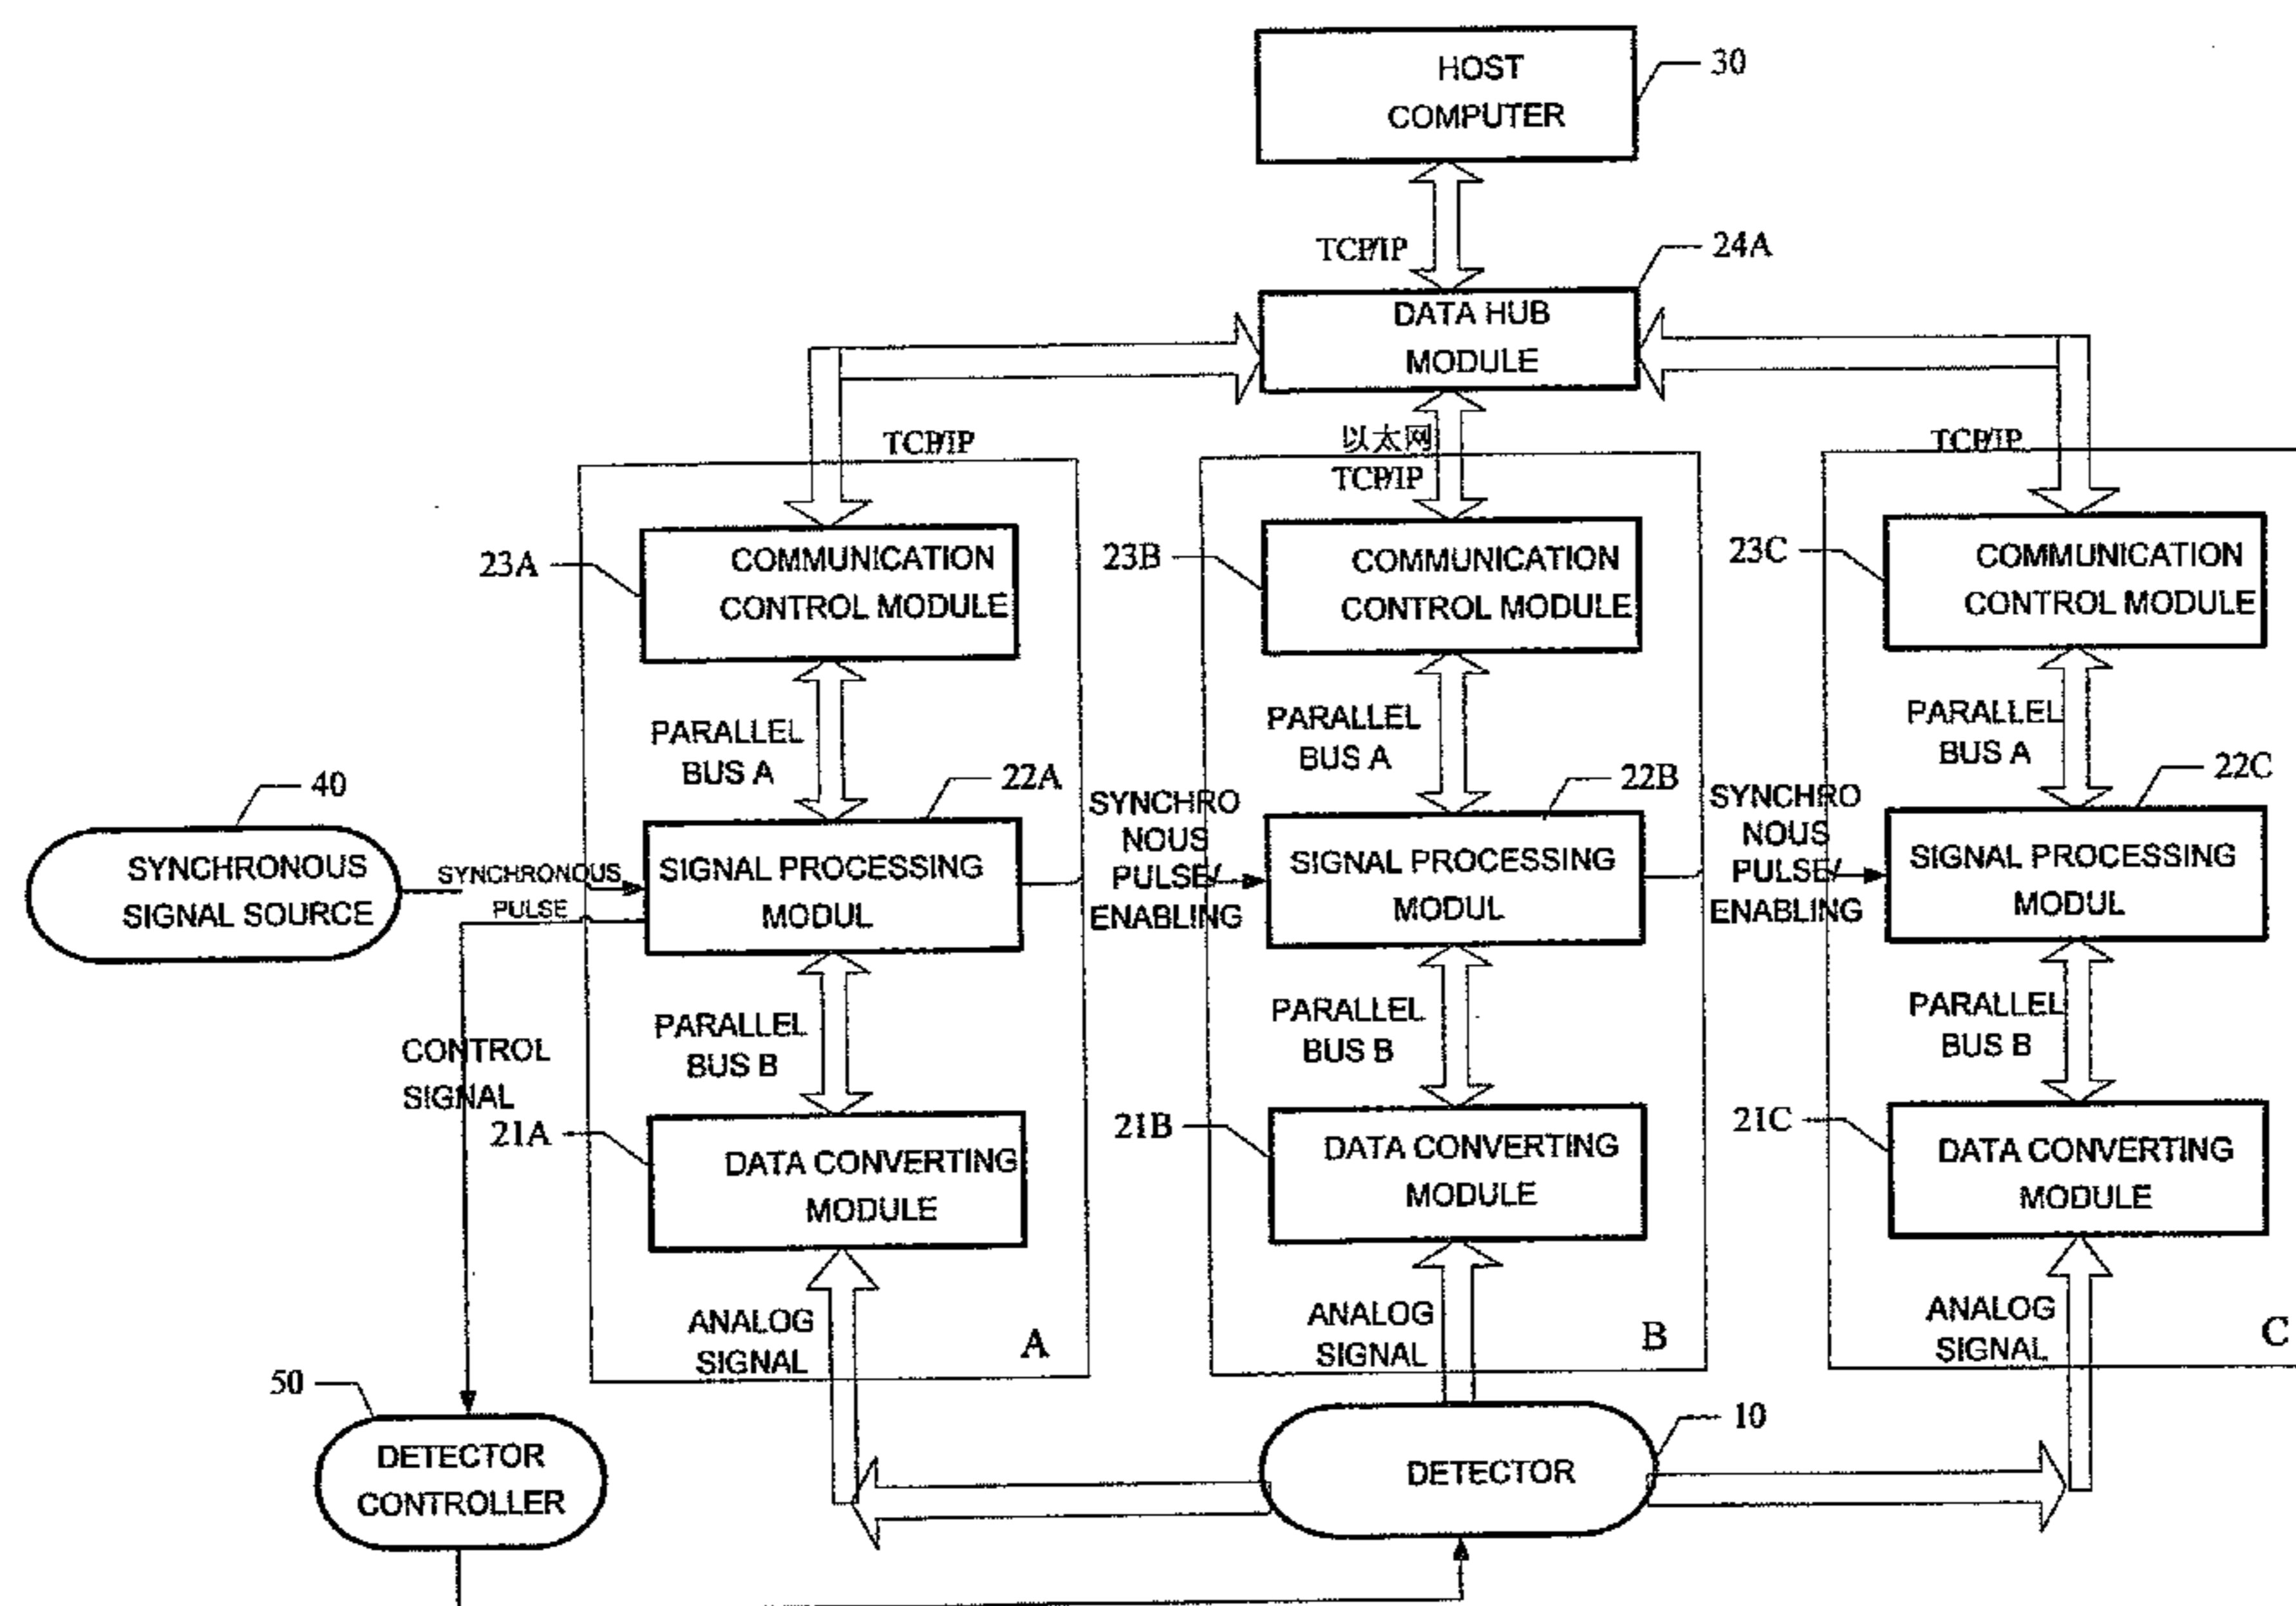 HOST
COMPUTER
30
TCP/IP
24A
DATA HUB
MODULE
TCP/IP
以太网
TCP/IP
TCP/IP
23A
COMMUNICATION
CONTROL MODULE
23B
COMMUNICATION
CONTROL MODULE
23C
COMMUNICATION
CONTROL MODULE
PARALLEL
BUS A
PARALLEL
BUS A
PARALLEL
BUS A
40
22A
22B
22C
SYNCHRONOUS
SIGNAL SOURCE
SYNCHRONOUS
PULSE
SIGNAL PROCESSING
MODUL
SYNCHRO
NOUS
PULSE/
ENABLING
SIGNAL PROCESSING
MODUL
SYNCHRO
NOUS
PULSE/
ENABLING
SIGNAL PROCESSING
MODUL
CONTROL
SIGNAL
PARALLEL
BUS B
PARALLEL
BUS B
PARALLEL
BUS B
21A
DATA CONVERTING
MODULE
21B
DATA CONVERTING
MODULE
21C
DATA CONVERTING
MODULE
ANALOG
SIGNAL
A
ANALOG
SIGNAL
B
ANALOG
SIGNAL
C
50
DETECTOR
CONTROLLER
10
DETECTOR